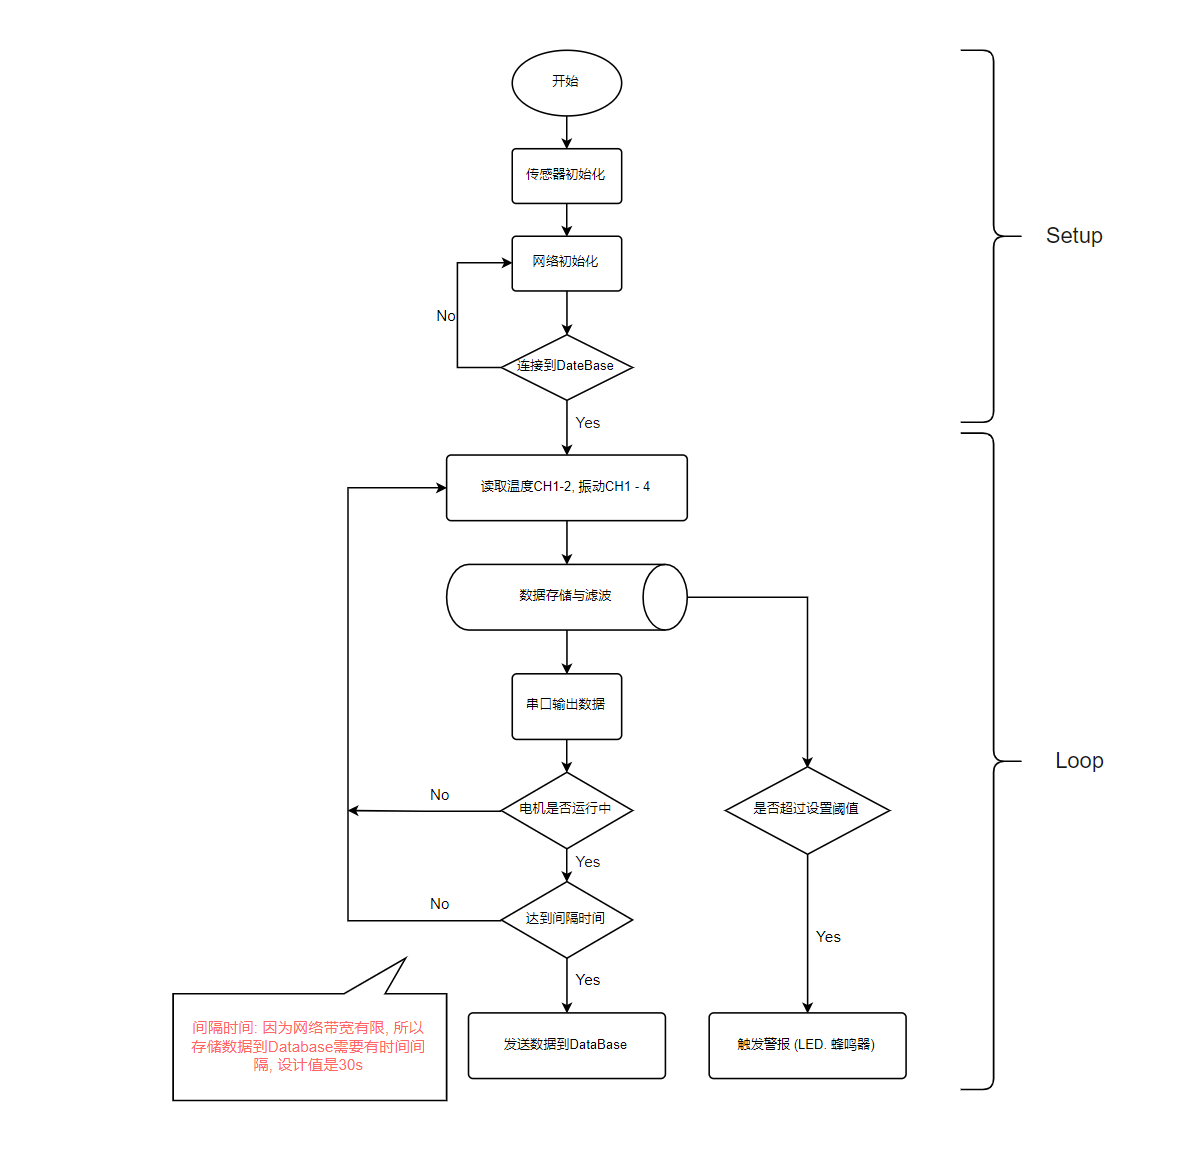 开始
传感器初始化
网络初始化
Setup
No
连接到DateBase
Yes
读取温度CH1-2, 振动CH1 - 4
数据存储与滤波
串口输出数据
Loop
No
电机是否运行中
是否超过设置阈值
Yes
No
达到间隔时间
Yes
Yes
间隔时间: 因为网络带宽有限, 所以
存储数据到Database需要有时间间
隔, 设计值是30s
发送数据到DataBase
触发警报 (LED. 蜂鸣器)